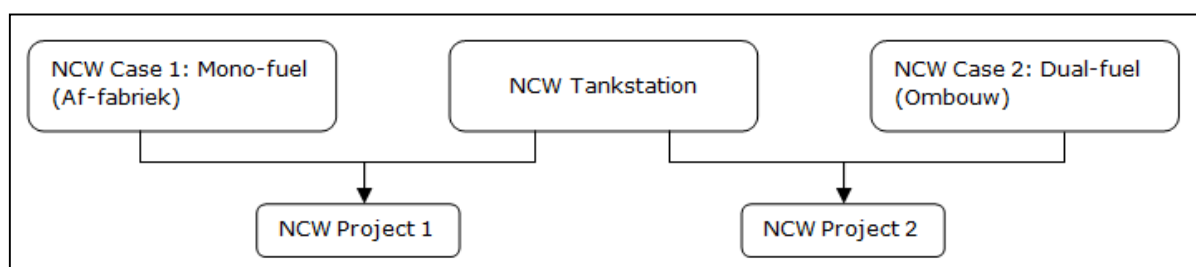 NCW Case 1: Mono-fuel
(Af-fabriek)
NCW Tankstation
NCW Case 2: Dual-fuel
(Ombouw)
NCW Project 1
NCW Project 2